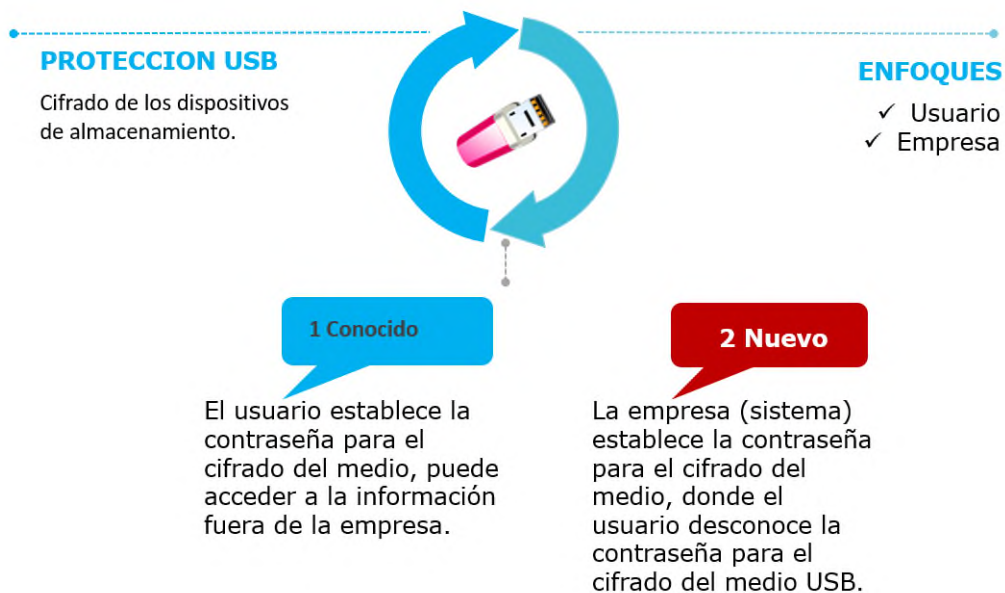 PROTECCION USB
Cifrado de los dispositivos
de almacenamiento.
ENFOQUES
✓ Usuario
✓ Empresa
1 Conocido
El usuario establece la
contraseña para el
cifrado del medio, puede
acceder a la información
fuera de la empresa.
2 Nuevo
La empresa (sistema)
establece la contraseña
para el cifrado del
medio, donde el
usuario desconoce la
contraseña para el
cifrado del medio USB.